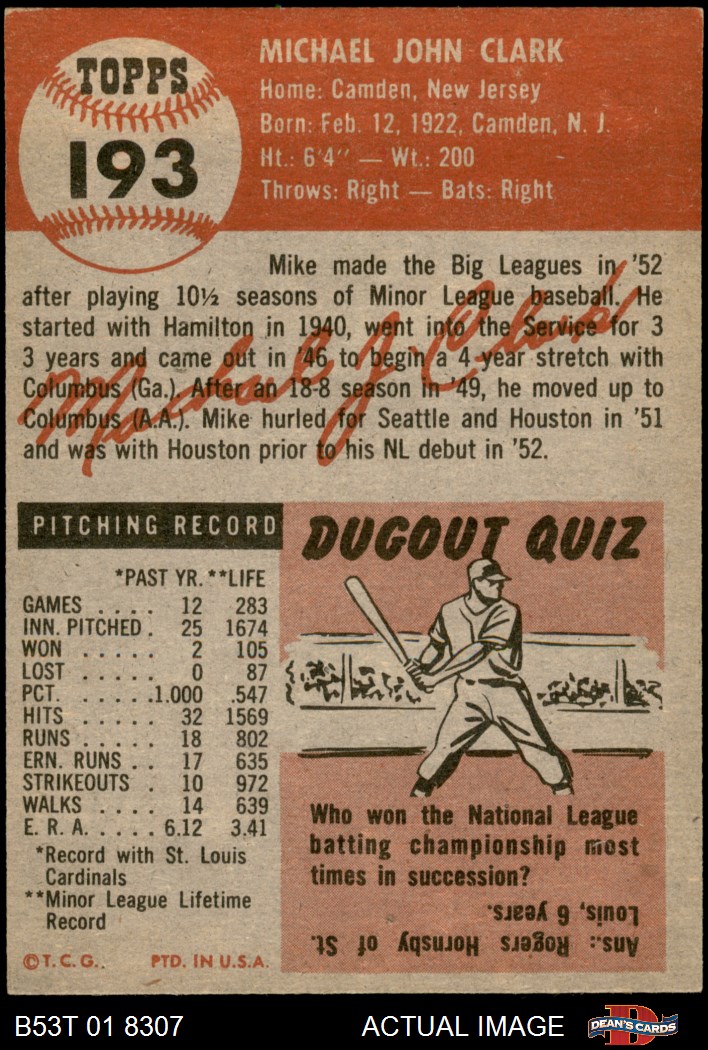 TOPPS
193
MICHAEL JOHN CLARK
Home: Camden, New Jersey
Born: Feb. 12, 1922, Camden, N. J.
Ht.: 6'4" — Wt.: 200
Throws: Right — Bats: Right
Mike made the Big Leagues in '52
after playing 10½ seasons of Minor League baseball. He
started with Hamilton in 1940, went into the Service for 3
3 years and came out in '46 to begin a 4-year stretch with
Columbus (Ga.). After an 18-8 season in '49, he moved up to
Columbus (A.A.). Mike hurled for Seattle and Houston in '51
and was with Houston prior to his NL debut in '52.
Michael J. Clark
PITCHING RECORD
*PAST YR. **LIFE
GAMES . . . . 12 283
INN. PITCHED . 25 1674
WON . . . . . 2 105
LOST . . . . . 0 87
PCT. . . . . .1.000 .547
HITS . . . . . 32 1569
RUNS . . . . . 18 802
ERN. RUNS . . 17 635
STRIKEOUTS . 10 972
WALKS . . . . 14 639
E. R. A. . . . . 6.12 3.41
*Record with St. Louis
Cardinals
**Minor League Lifetime
Record
©T.C.G.. PTD. IN U.S.A.
DUGOUT QUIZ
Who won the National League
batting championship most
times in succession?
Ans.: Rogers Hornsby of St.
Louis, 6 years.
B53T 01 8307
ACTUAL IMAGE
D
DEAN'S CARDS